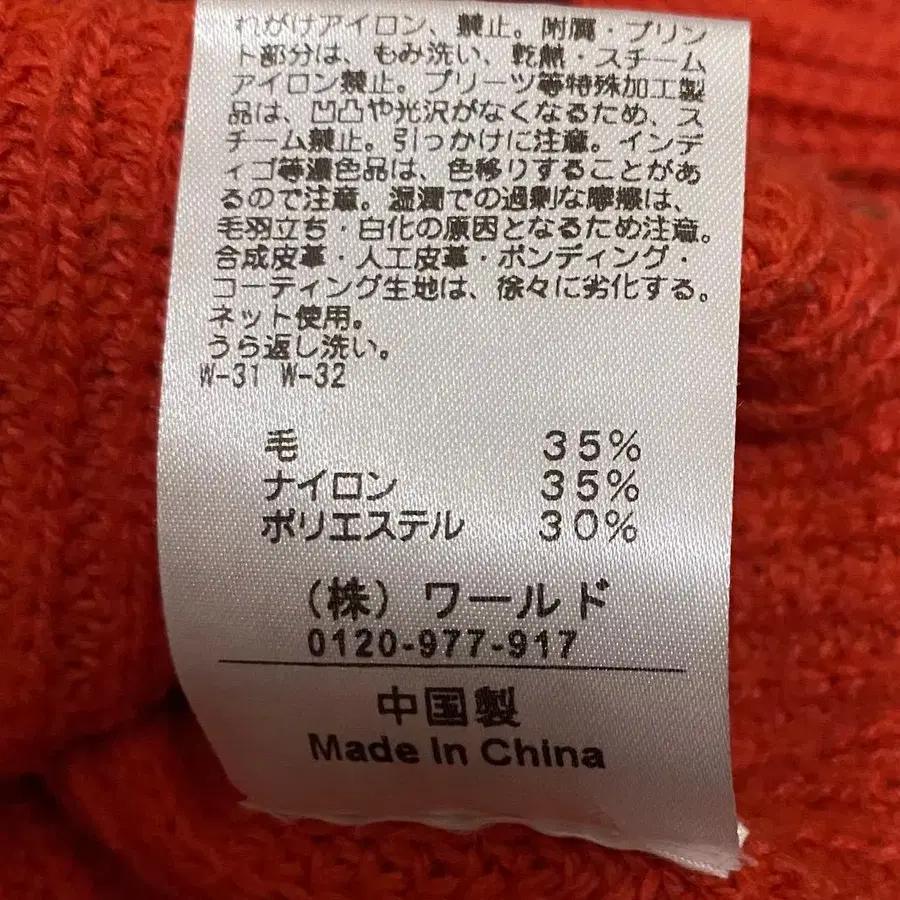 れがけアイロン、禁止。附属・プリン
ト部分は、もみ洗い、乾熱・スチーム
アイロン禁止。プリーツ等特殊加工製
品は、凹凸や光沢がなくなるため、ス
チーム禁止。引っかけに注意。インデ
ィゴ等濃色品は、色移りすることがあ
るので注意。湿潤での過剰な摩擦は、
毛羽立ち・白化の原因となるため注意。
合成皮革・人工皮革・ボンディング・
コーティング生地は、徐々に劣化する。
ネット使用。
うら返し洗い。
W-31 W-32
毛 35%
ナイロン 35%
ポリエステル 30%
（株）ワールド
0120-977-917
中国製
Made In China